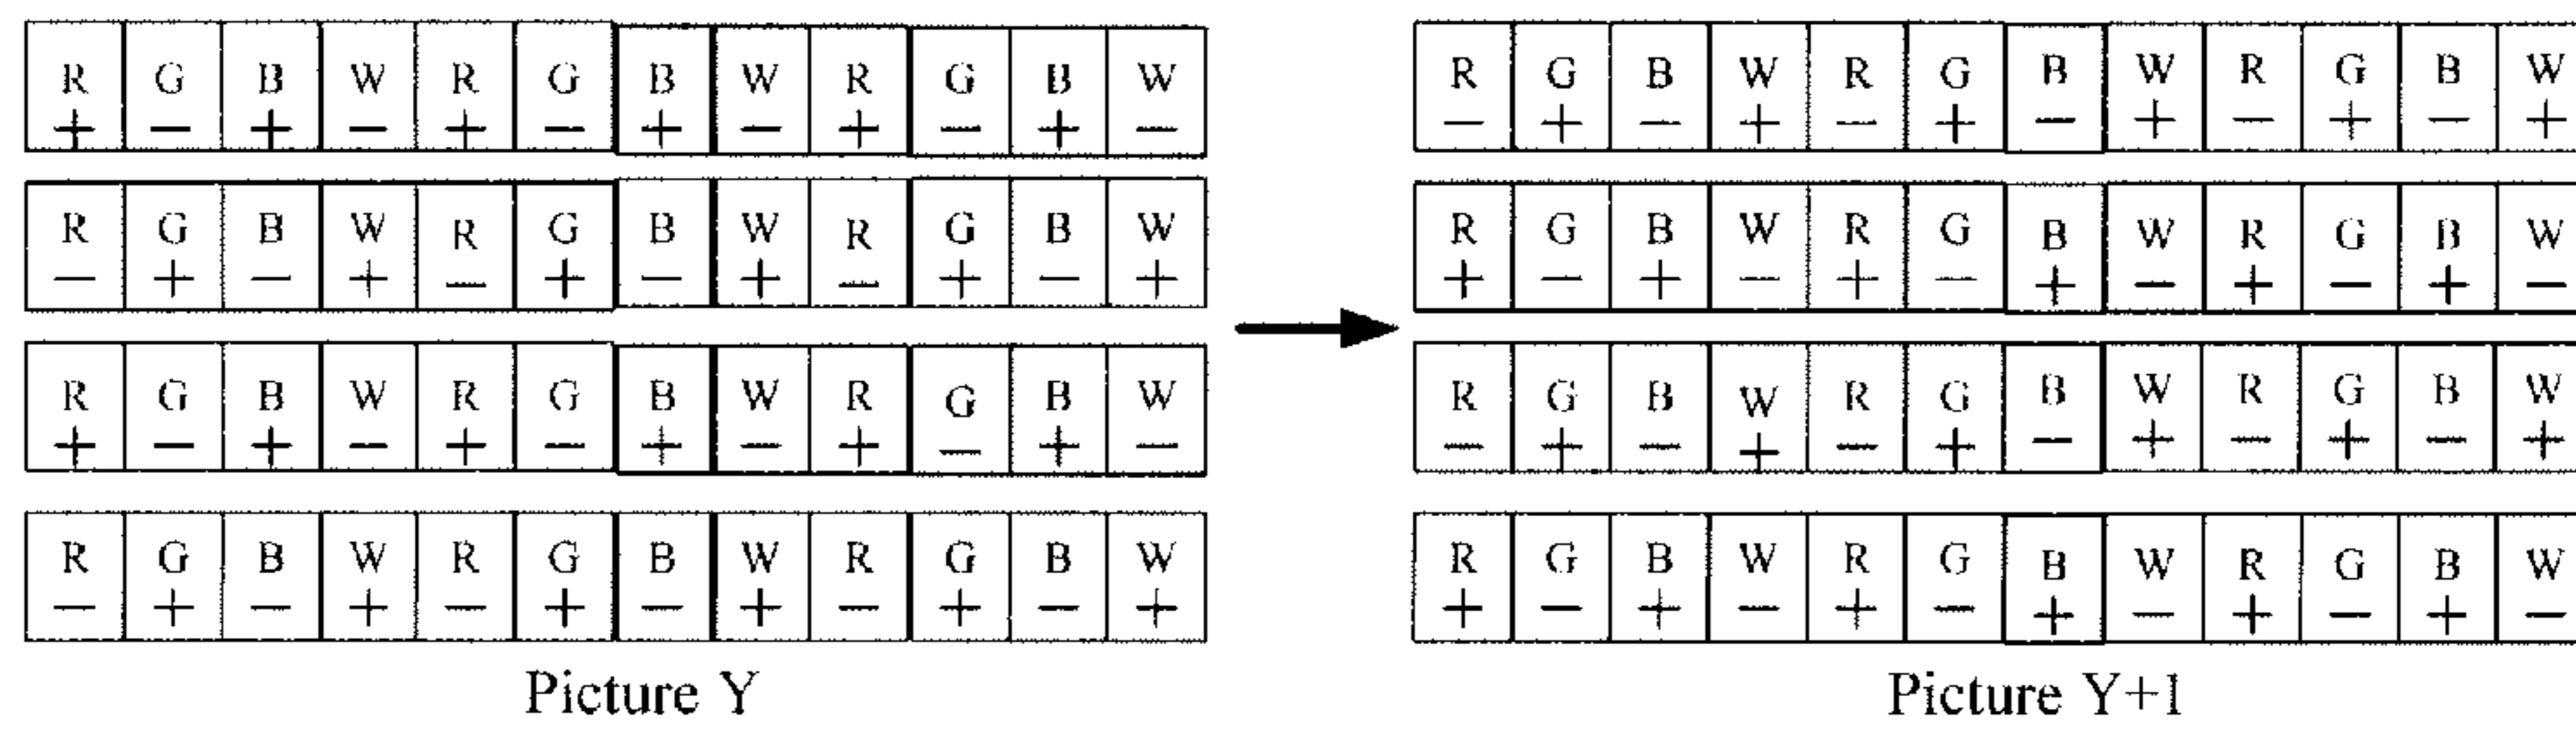 R G B W R G B W R G B W R G B W R G B W R G B W
+ − + − + − + − + − + − − + − + − + − + − + − +
R G B W R G B W R G B W R G B W R G B W R G B W
− + − + − + − + − + − + + − + − + − + − + − + −
R G B W R G B W R G B W R G B W R G B W R G B W
+ − + − + − + − + − + − − + − + − + − + − + − +
R G B W R G B W R G B W R G B W R G B W R G B W
− + − + − + − + − + − + + − + − + − + − + − + −
Picture Y Picture Y+1